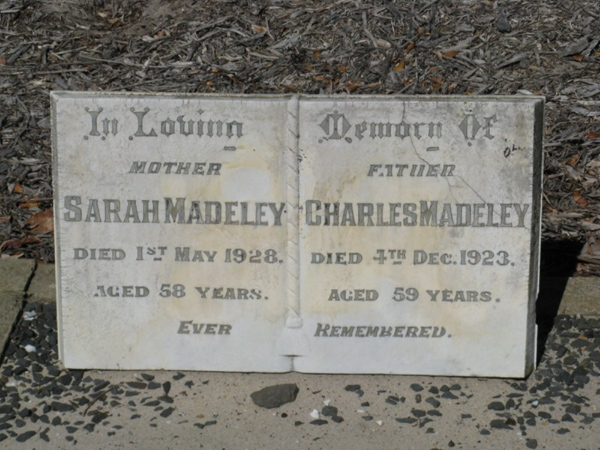 In Loving Memory Of
MOTHER
SARAH MADELEY
DIED 1ST MAY 1928.
AGED 58 YEARS.
FATHER
CHARLES MADELEY
DIED 4TH DEC. 1923.
AGED 59 YEARS.
EVER REMEMBERED.